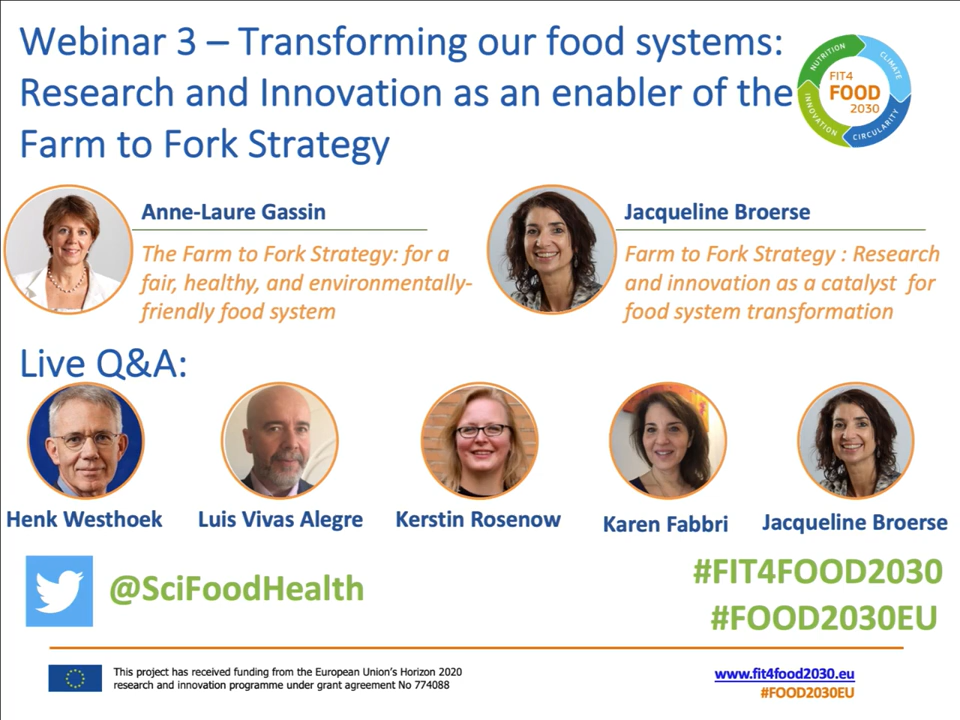 Webinar 3 – Transforming our food systems:
Research and Innovation as an enabler of the
Farm to Fork Strategy
NUTRITION
CLIMATE
INNOVATION
CIRCULARITY
FIT4
FOOD
2030
Anne-Laure Gassin
The Farm to Fork Strategy: for a
fair, healthy, and environmentally-
friendly food system
Jacqueline Broerse
Farm to Fork Strategy : Research
and innovation as a catalyst for
food system transformation
Live Q&A:
Henk Westhoek
Luis Vivas Alegre
Kerstin Rosenow
Karen Fabbri
Jacqueline Broerse
@SciFoodHealth
#FIT4FOOD2030
#FOOD2030EU
This project has received funding from the European Union’s Horizon 2020
research and innovation programme under grant agreement No 774088
www.fit4food2030.eu
#FOOD2030EU